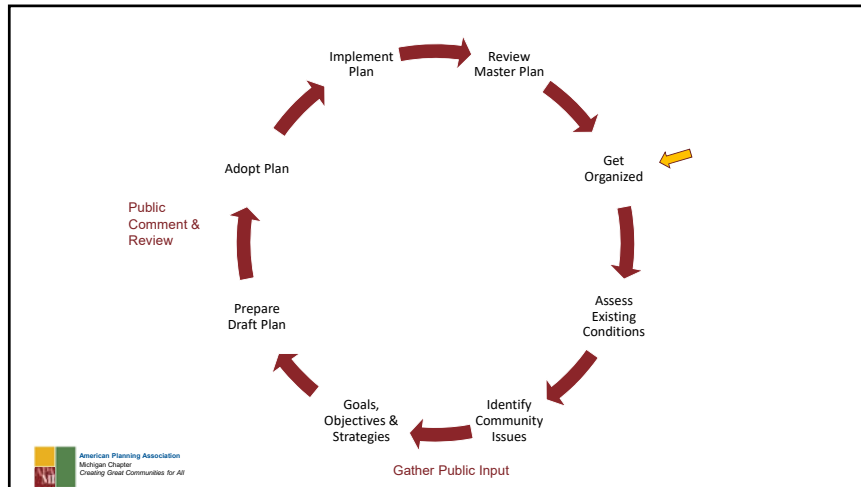 Implement
Plan
Review
Master Plan
Get
Organized
Assess
Existing
Conditions
Identify
Community
Issues
Gather Public Input
Goals,
Objectives &
Strategies
Prepare
Draft Plan
Public
Comment &
Review
Adopt Plan
American Planning Association
Michigan Chapter
Creating Great Communities for All